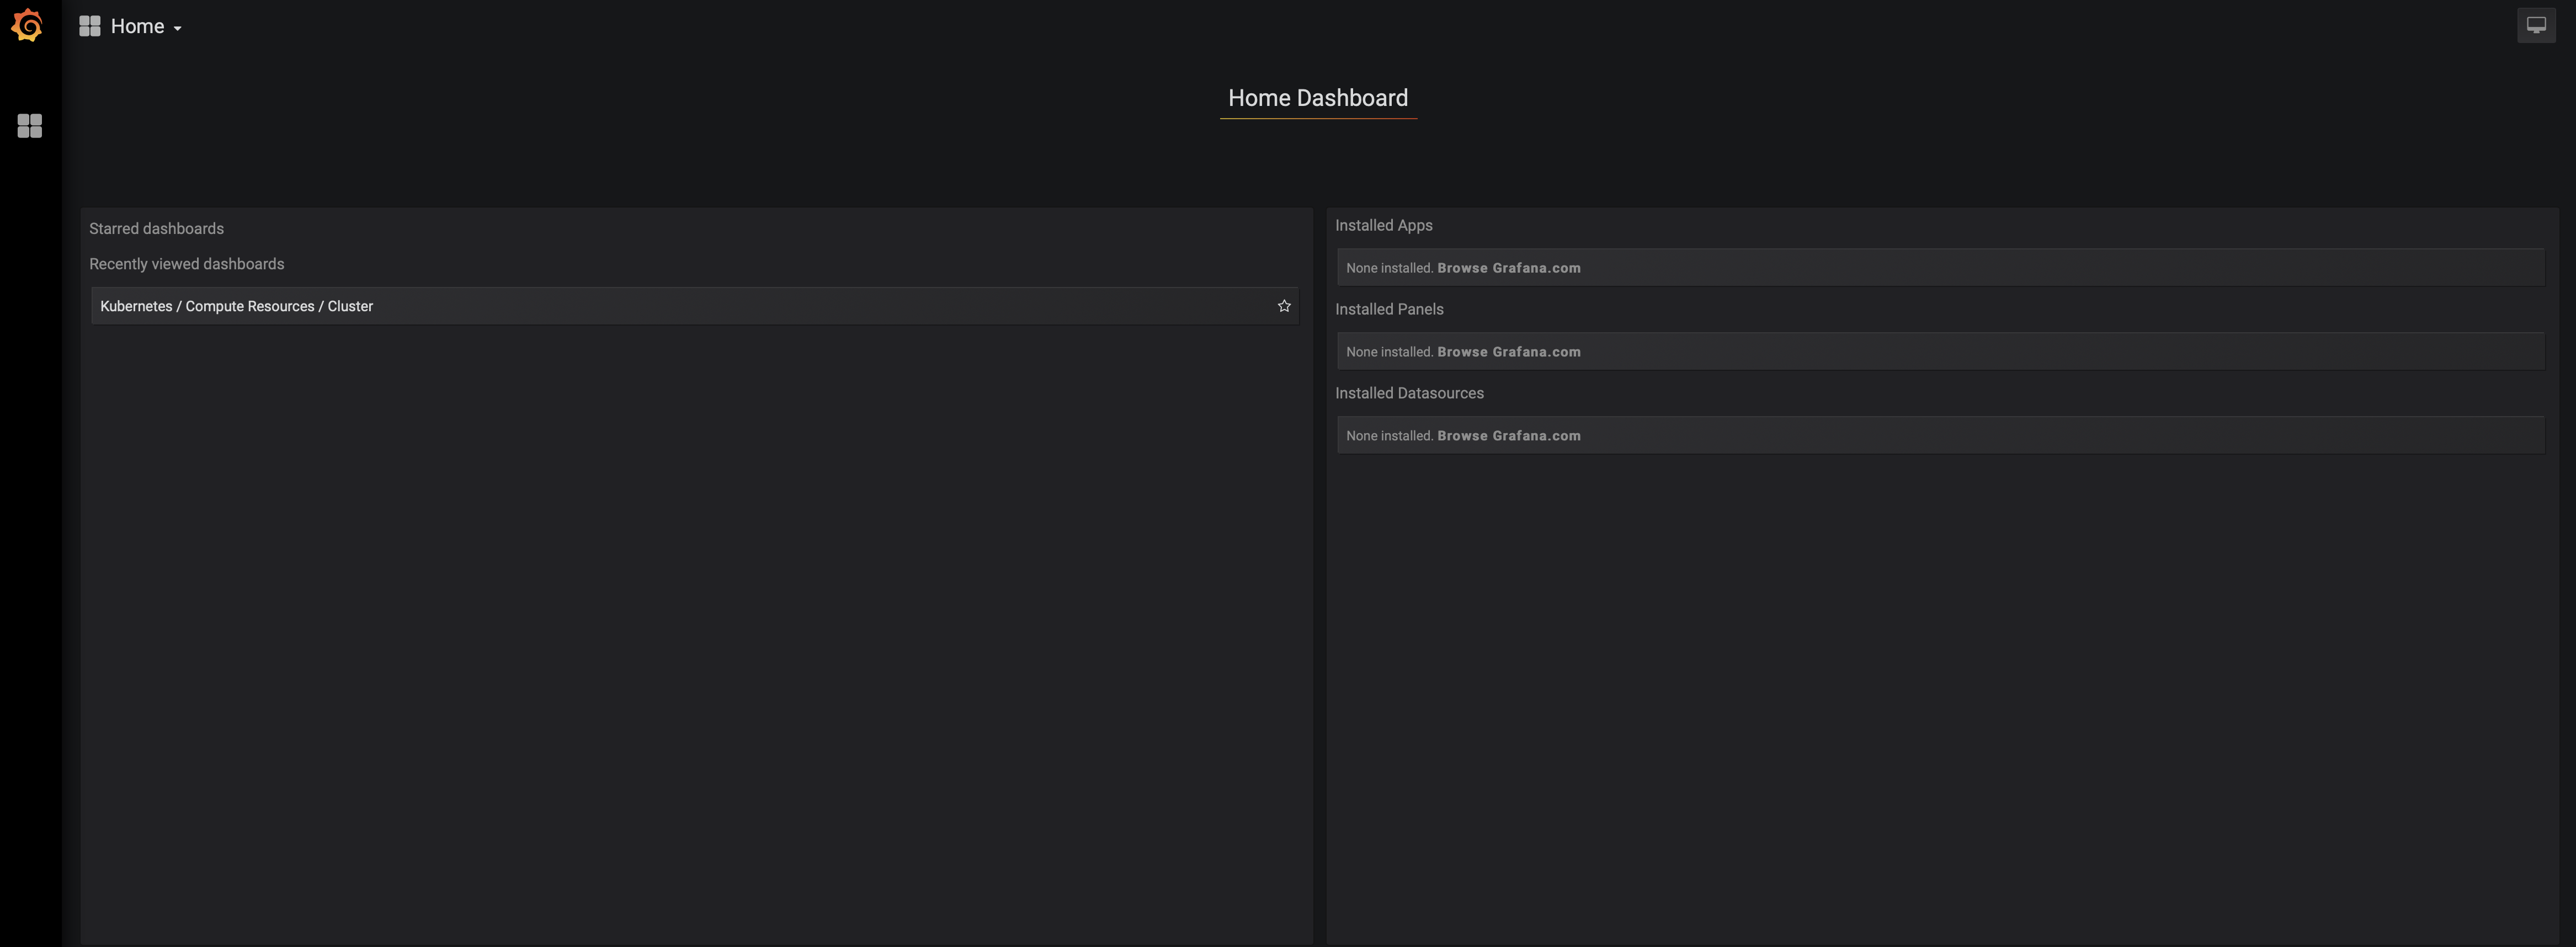 Home
Home Dashboard
Starred dashboards
Recently viewed dashboards
Kubernetes / Compute Resources / Cluster
Installed Apps
None installed. Browse Grafana.com
Installed Panels
None installed. Browse Grafana.com
Installed Datasources
None installed. Browse Grafana.com